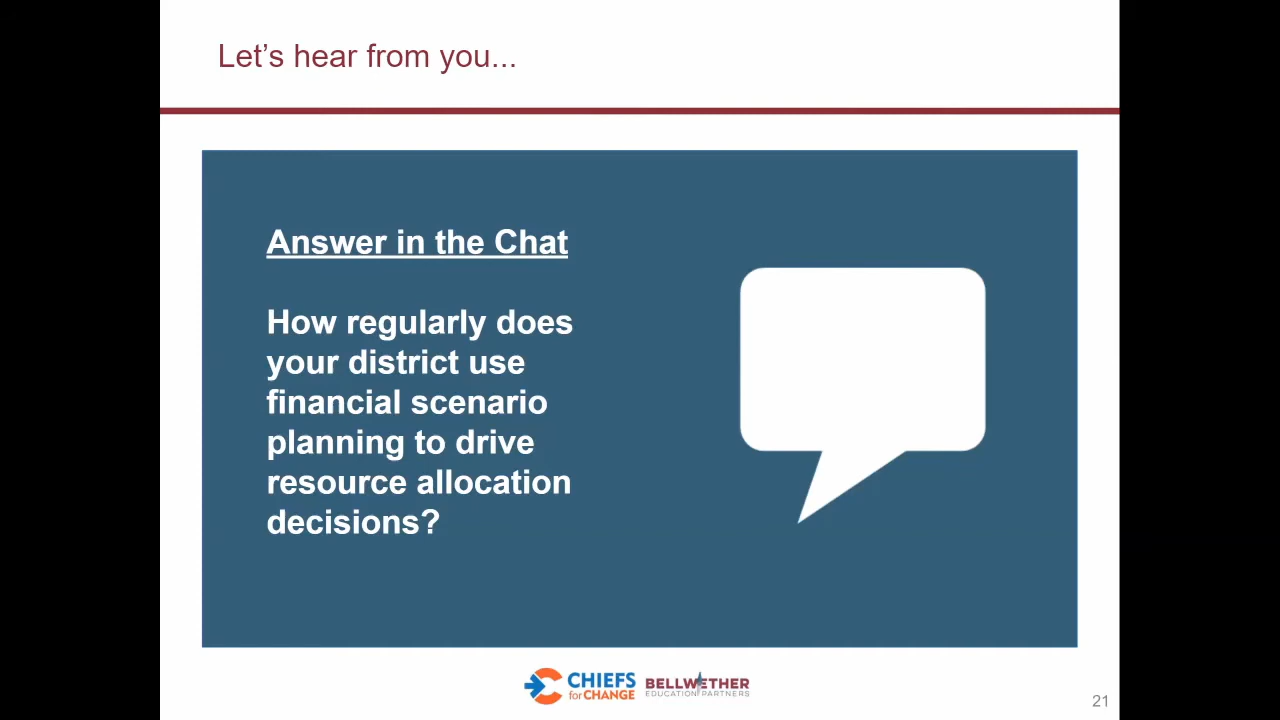 Let's hear from you...
Answer in the Chat
How regularly does
your district use
financial scenario
planning to drive
resource allocation
decisions?
CHIEFS
for CHANGE
BELLWETHER
EDUCATION PARTNERS
21